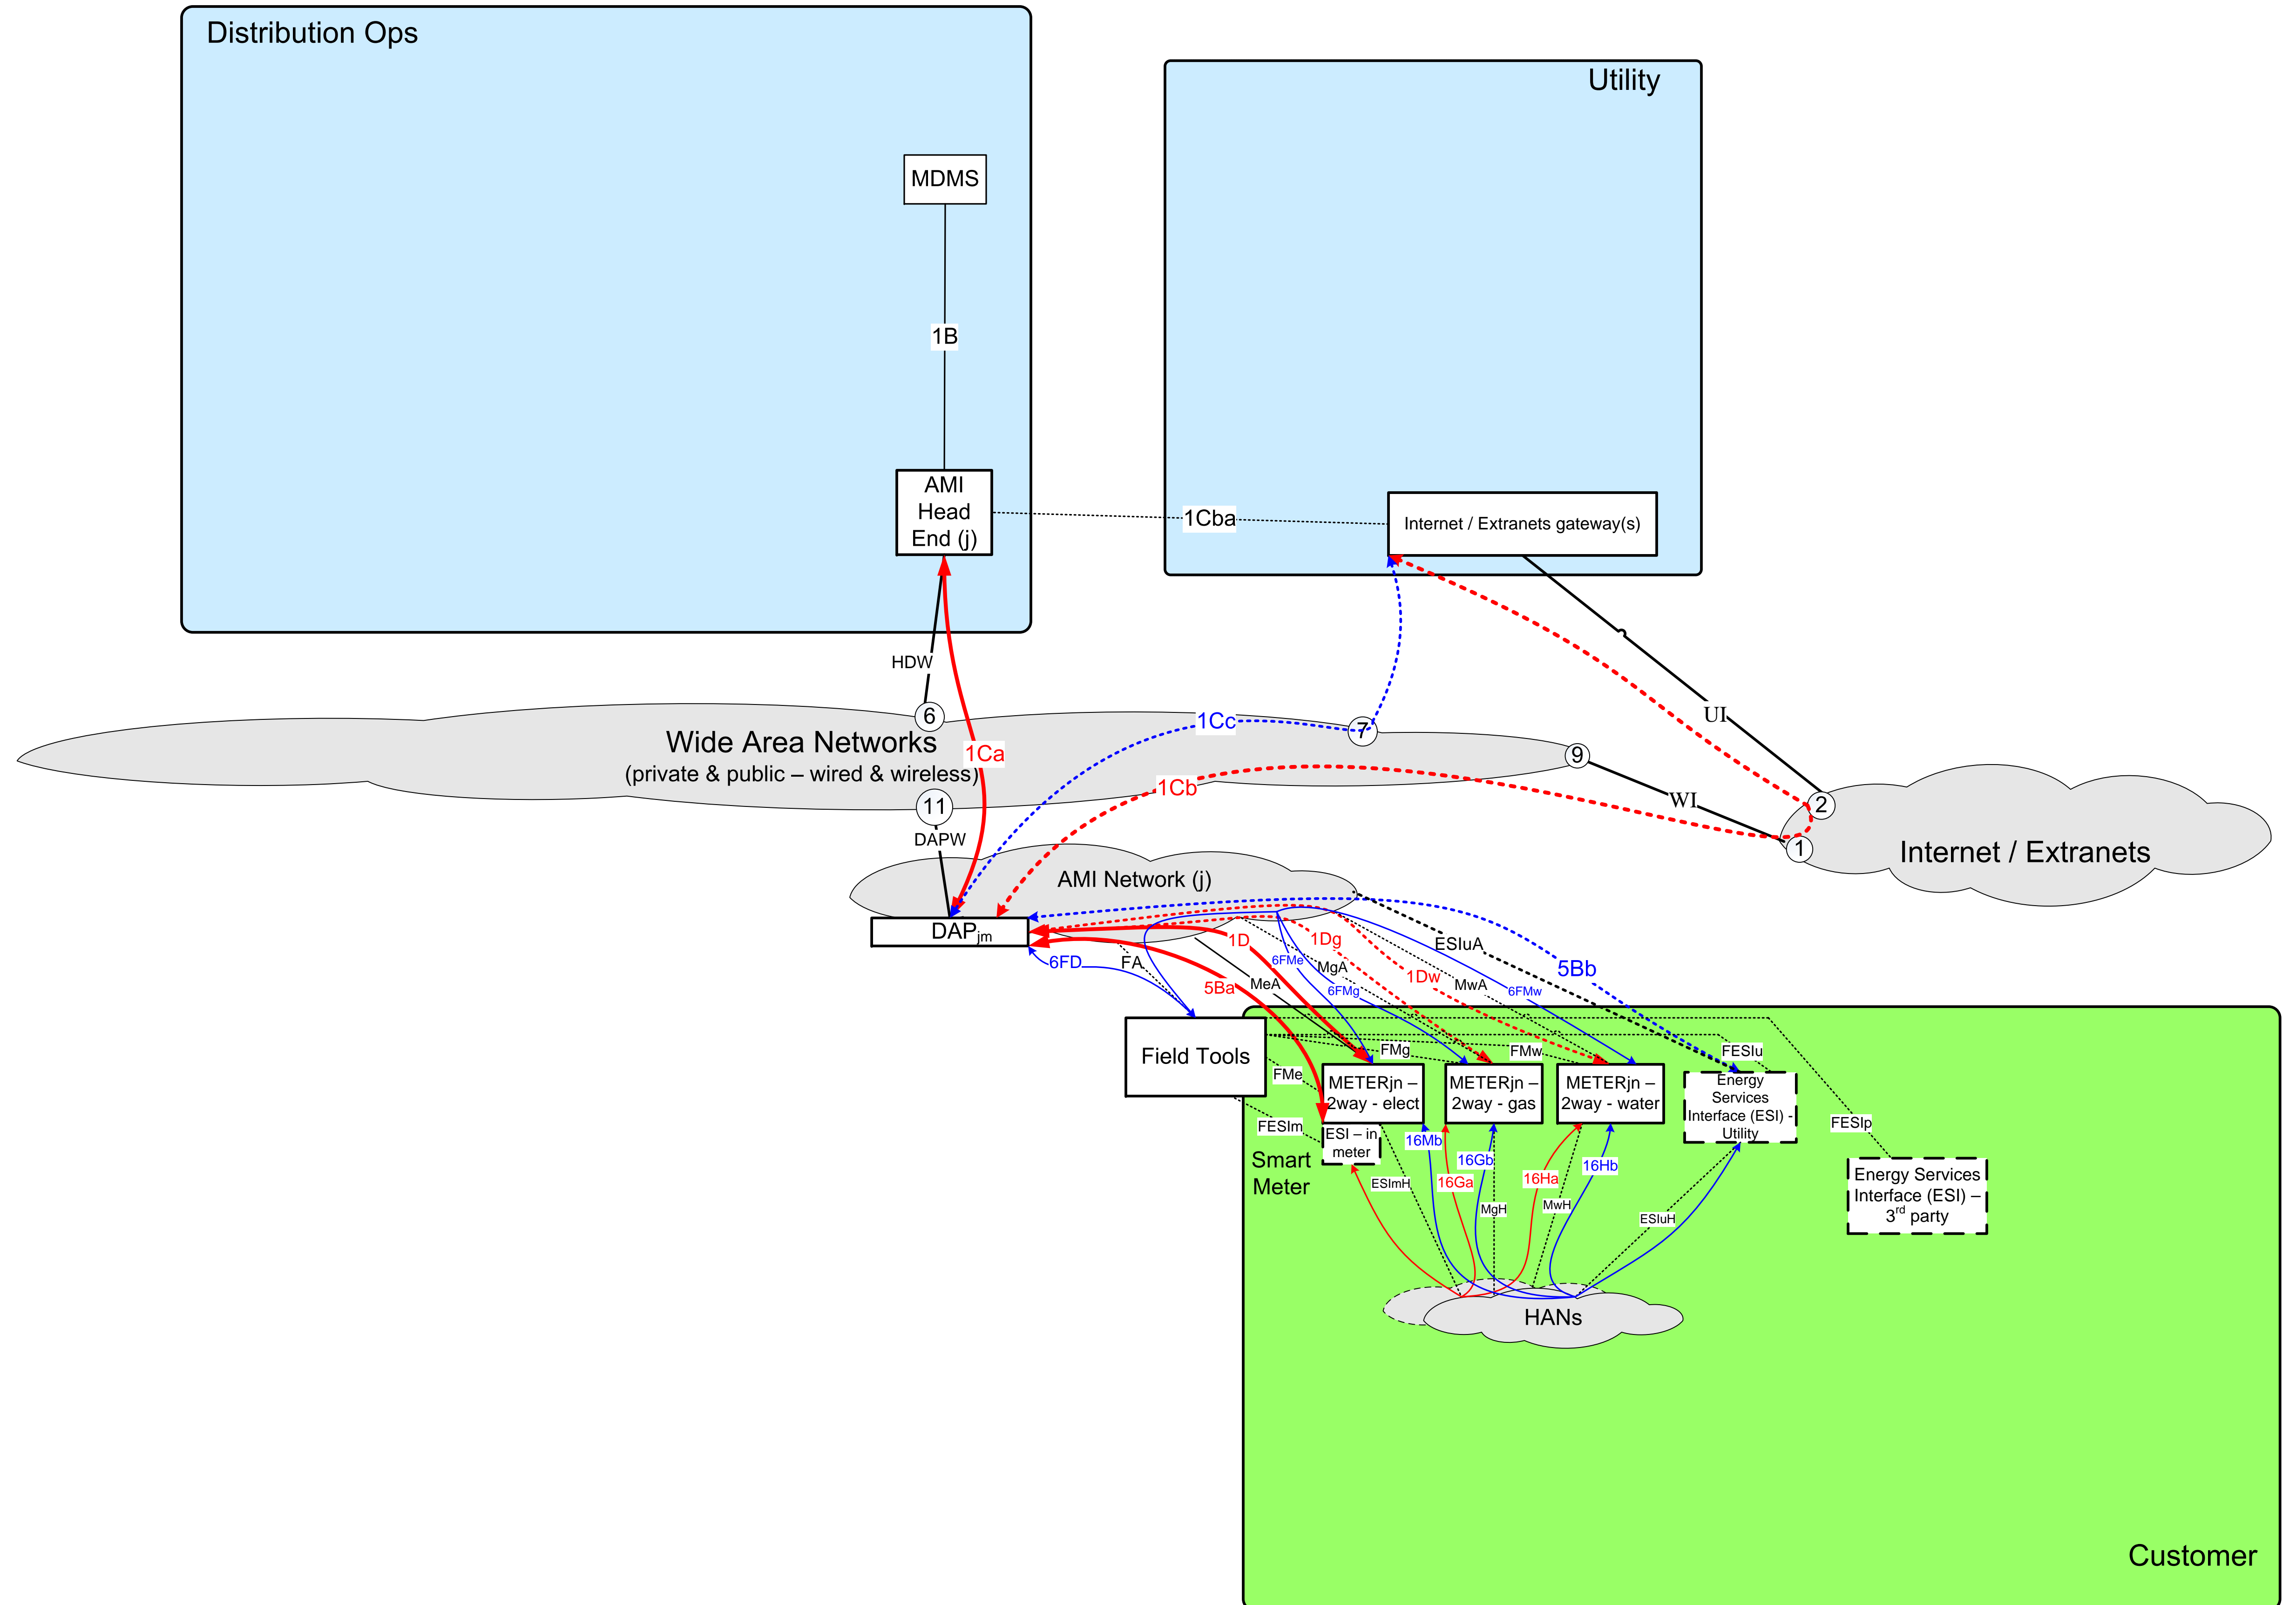 Distribution Ops
Utility
MDMS
1B
AMI
Head
End (j)
1Cba
Internet / Extranets gateway(s)
HDW
6
UI
1Cc
7
Wide Area Networks
(private & public – wired & wireless)
1Ca
9
1Cb
WI
2
11
DAPW
1
Internet / Extranets
AMI Network (j)
DAPjm
1D
1Dg
ESIuA
6FD
FA
6FMe
MgA
5Bb
1Dw
5Ba
MeA
6FMg
MwA
6FMw
Field Tools
FMg
FMw
FESIu
FMe
METERjn –
2way - elect
METERjn –
2way - gas
METERjn –
2way - water
Energy
Services
Interface (ESI) -
Utility
FESIm
ESI – in
meter
FESIp
Smart
Meter
16Mb
16Gb
16Ga
16Ha
16Hb
ESImH
MgH
MwH
ESIuH
Energy Services
Interface (ESI) –
3rd party
HANs
Customer